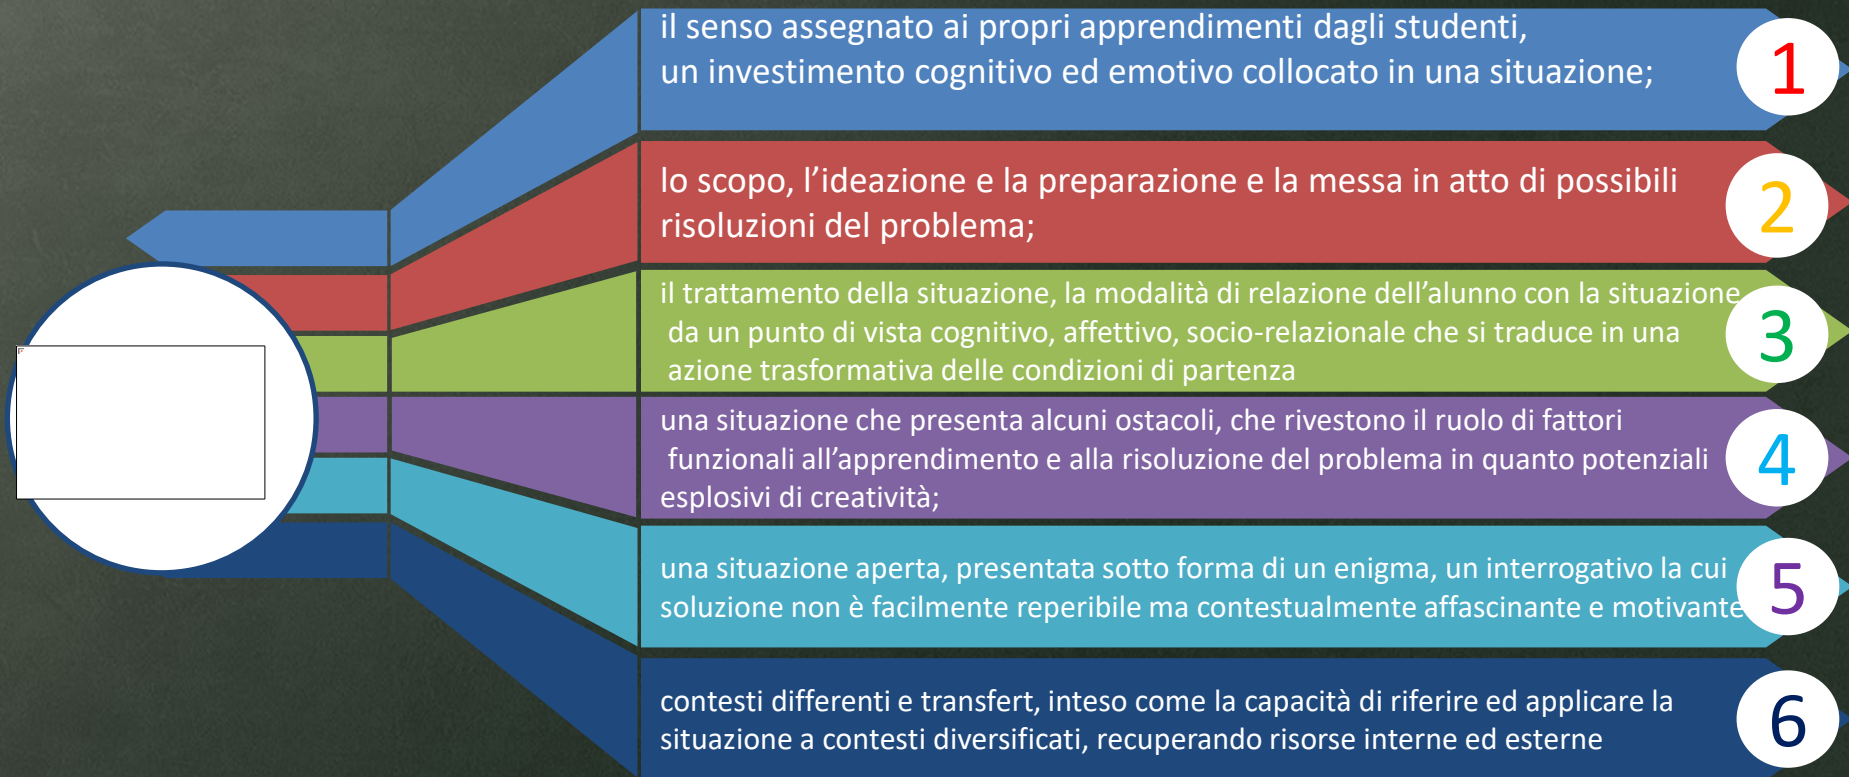 il senso assegnato ai propri apprendimenti dagli studenti,
un investimento cognitivo ed emotivo collocato in una situazione;
1
lo scopo, l’ideazione e la preparazione e la messa in atto di possibili
risoluzioni del problema;
2
il trattamento della situazione, la modalità di relazione dell’alunno con la situazione
da un punto di vista cognitivo, affettivo, socio-relazionale che si traduce in una
azione trasformativa delle condizioni di partenza
3
una situazione che presenta alcuni ostacoli, che rivestono il ruolo di fattori
funzionali all’apprendimento e alla risoluzione del problema in quanto potenziali
esplosivi di creatività;
4
una situazione aperta, presentata sotto forma di un enigma, un interrogativo la cui
soluzione non è facilmente reperibile ma contestualmente affascinante e motivante
5
contesti differenti e transfert, inteso come la capacità di riferire ed applicare la
situazione a contesti diversificati, recuperando risorse interne ed esterne
6